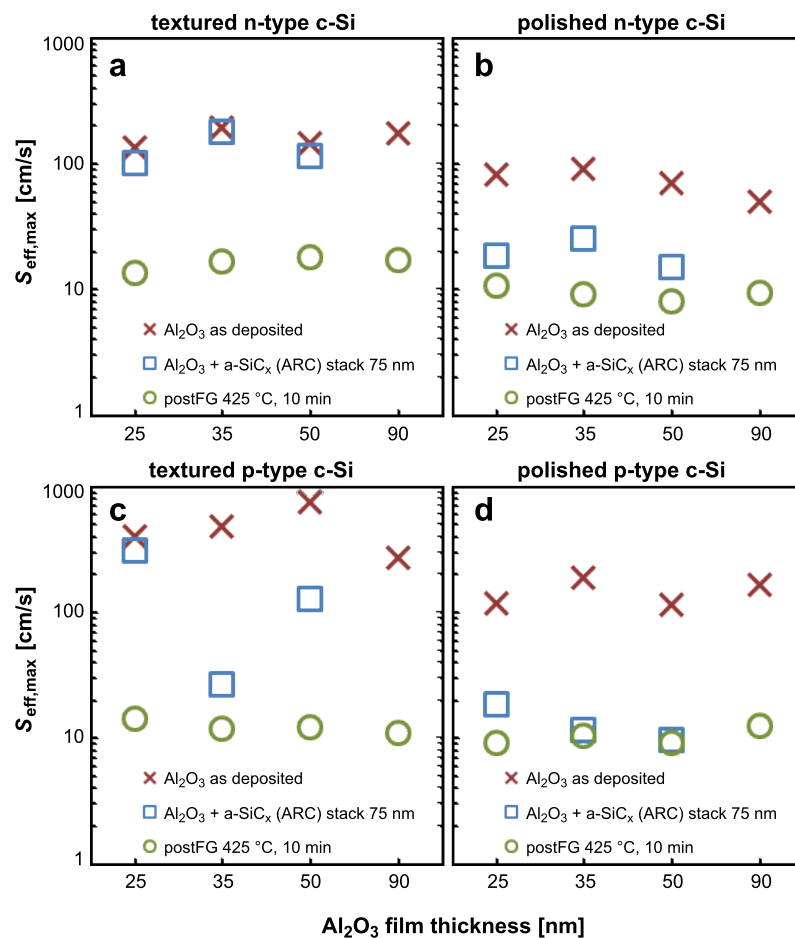 textured n-type c-Si
polished n-type c-Si
1000
a
b
100
10
Al₂O₃ as deposited
Al₂O₃ as deposited
Al₂O₃ + a-SiCₓ (ARC) stack 75 nm
Al₂O₃ + a-SiCₓ (ARC) stack 75 nm
postFG 425 °C, 10 min
postFG 425 °C, 10 min
1
25 35 50 90
25 35 50 90
Seff,max [cm/s]
textured p-type c-Si
polished p-type c-Si
1000
c
d
100
10
Al₂O₃ as deposited
Al₂O₃ as deposited
Al₂O₃ + a-SiCₓ (ARC) stack 75 nm
Al₂O₃ + a-SiCₓ (ARC) stack 75 nm
postFG 425 °C, 10 min
postFG 425 °C, 10 min
1
25 35 50 90
25 35 50 90
Seff,max [cm/s]
Al₂O₃ film thickness [nm]